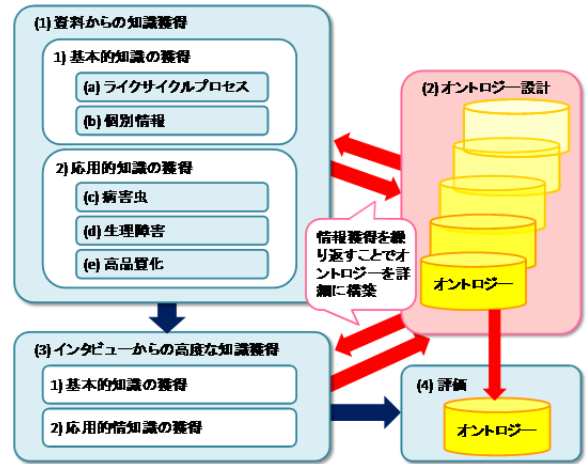 (1) 資料からの知識獲得
1) 基本的知識の獲得
(a) ライクサイクルプロセス
(b) 個別情報
2) 応用的知識の獲得
(c) 病害虫
(d) 生理障害
(e) 高品質化
(2) オントロジー設計
オントロジー
情報獲得を繰
り返すことでオ
ントロジーを詳
細に構築
(3) インタビューからの高度な知識獲得
1) 基本的知識の獲得
2) 応用的情知識の獲得
(4) 評価
オントロジー